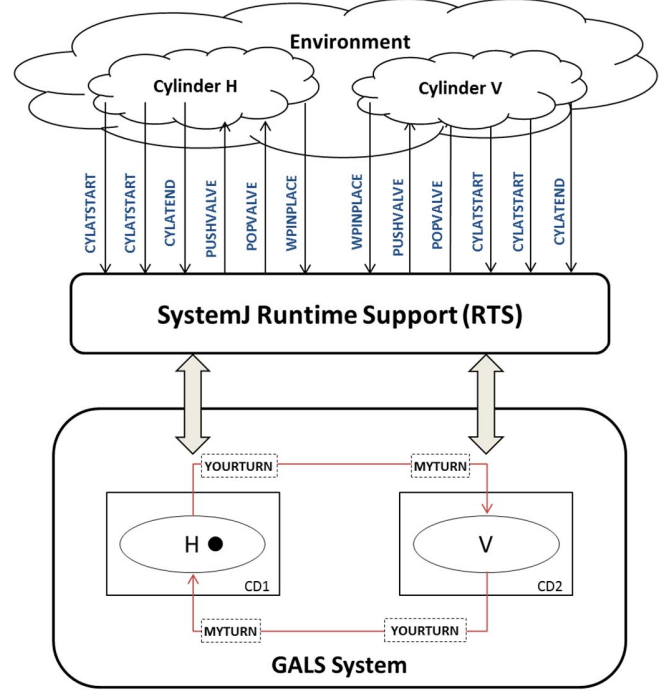 Environment
Cylinder H
Cylinder V
CYLATSTART
CYLATSTART
CYLATEND
PUSHVALVE
POPVALVE
WPINPLACE
WPINPLACE
PUSHVALVE
POPVALVE
CYLATSTART
CYLATSTART
CYLATEND
SystemJ Runtime Support (RTS)
YOURTURN
MYTURN
H
V
CD1
CD2
MYTURN
YOURTURN
GALS System